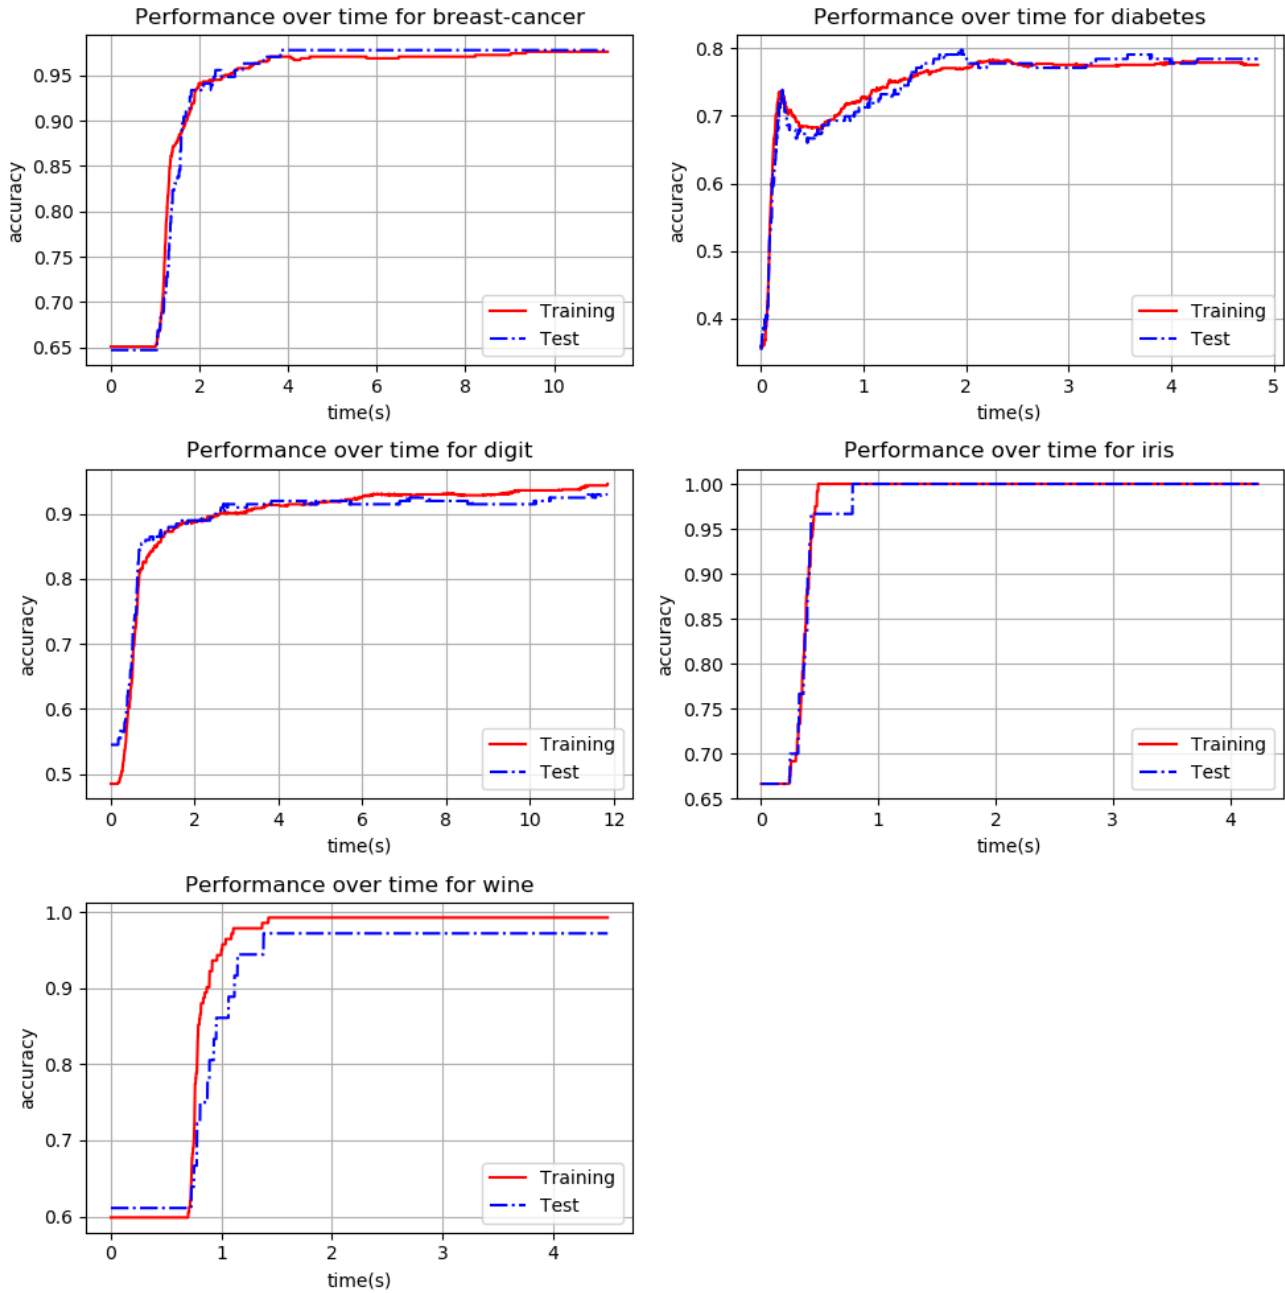 Performance over time for breast-cancer
accuracy
0.95
0.90
0.85
0.80
0.75
0.70
0.65
Training
Test
0 2 4 6 8 10
time(s)
Performance over time for diabetes
accuracy
0.8
0.7
0.6
0.5
0.4
Training
Test
0 1 2 3 4 5
time(s)
Performance over time for digit
accuracy
0.9
0.8
0.7
0.6
0.5
Training
Test
0 2 4 6 8 10 12
time(s)
Performance over time for iris
accuracy
1.00
0.95
0.90
0.85
0.80
0.75
0.70
0.65
Training
Test
0 1 2 3 4
time(s)
Performance over time for wine
accuracy
1.0
0.9
0.8
0.7
0.6
Training
Test
0 1 2 3 4
time(s)